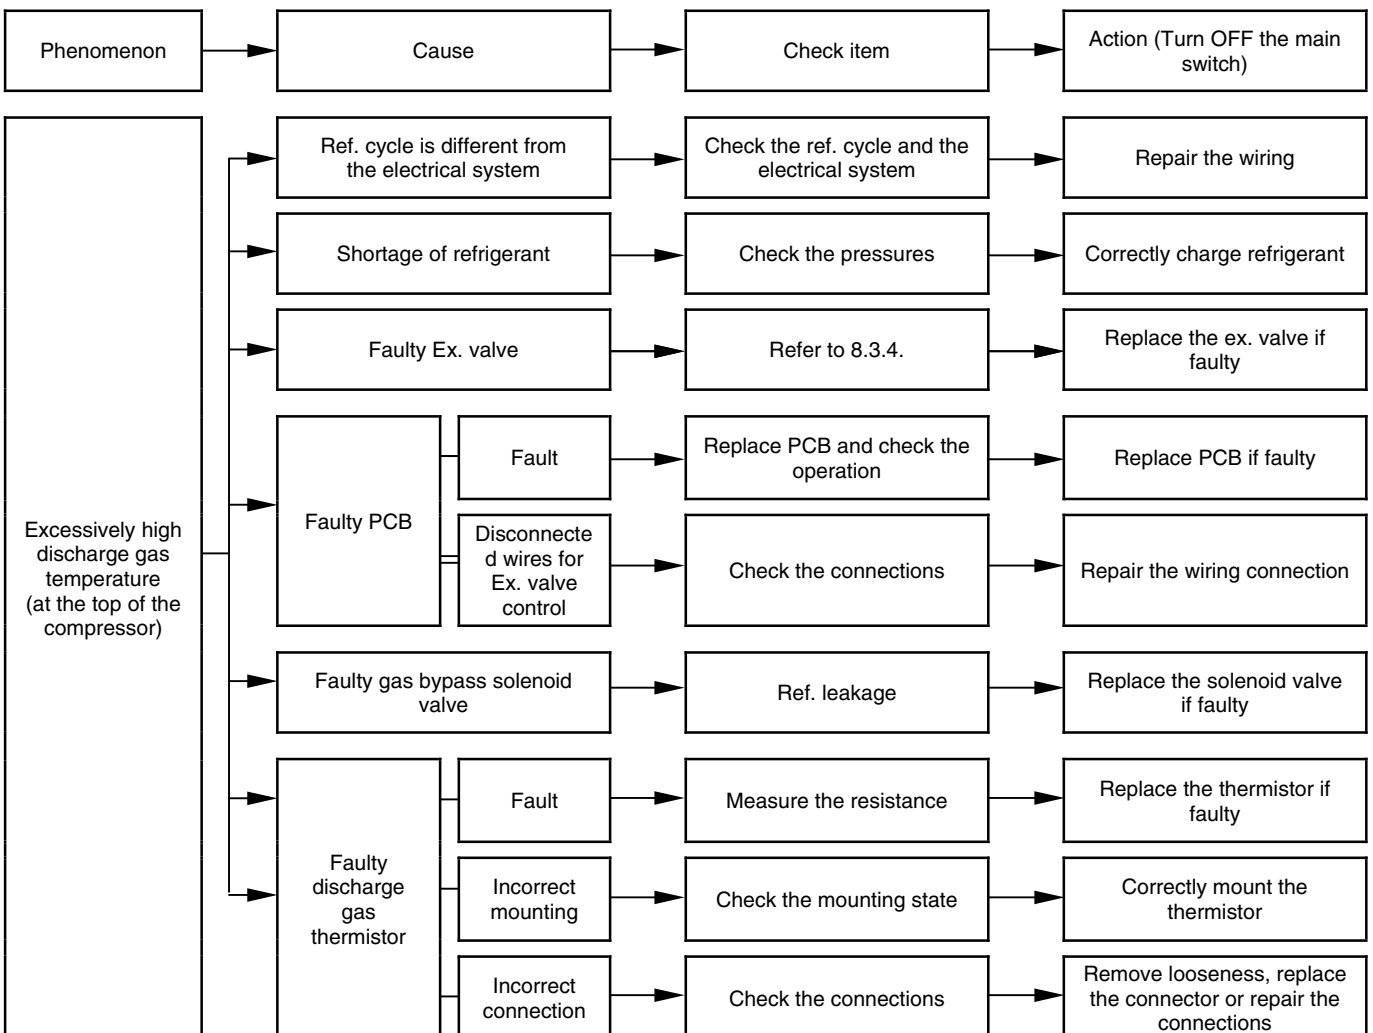 Phenomenon
Cause
Check item
Action (Turn OFF the main
switch)
Excessively high
discharge gas
temperature
(at the top of the
compressor)
Ref. cycle is different from
the electrical system
Check the ref. cycle and the
electrical system
Repair the wiring
Shortage of refrigerant
Check the pressures
Correctly charge refrigerant
Faulty Ex. valve
Refer to 8.3.4.
Replace the ex. valve if
faulty
Faulty PCB
Fault
Replace PCB and check the
operation
Replace PCB if faulty
Disconnecte
d wires for
Ex. valve
control
Check the connections
Repair the wiring connection
Faulty gas bypass solenoid
valve
Ref. leakage
Replace the solenoid valve
if faulty
Faulty
discharge
gas
thermistor
Fault
Measure the resistance
Replace the thermistor if
faulty
Incorrect
mounting
Check the mounting state
Correctly mount the
thermistor
Incorrect
connection
Check the connections
Remove looseness, replace
the connector or repair the
connections